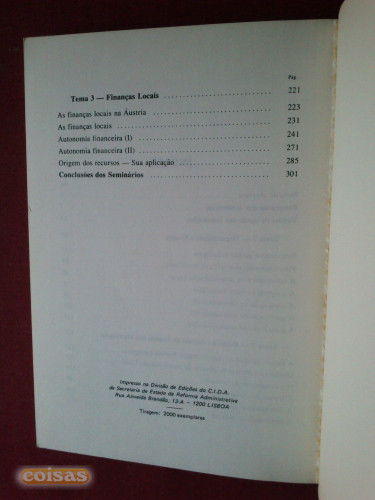 Pág.
Tema 3 — Finanças Locais 221
As finanças locais na Áustria 223
As finanças locais 231
Autonomia financeira (I) 241
Autonomia financeira (II) 271
Origem dos recursos — Sua aplicação 285
Conclusões dos Seminários 301
Impresso na Divisão de Edições do C.I.D.A.
da Secretaria de Estado da Reforma Administrativa
Rua Almeida Brandão, 13-A — 1200 LISBOA
Tiragem: 2000 exemplares
coisas